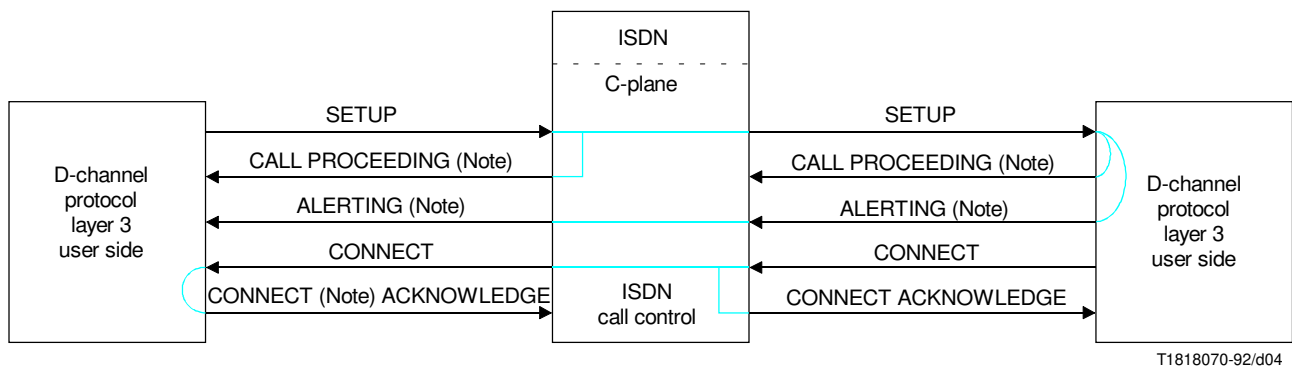 ISDN
C-plane
SETUP
SETUP
CALL PROCEEDING (Note)
CALL PROCEEDING (Note)
D-channel
protocol
layer 3
user side
D-channel
protocol
layer 3
user side
ALERTING (Note)
ALERTING (Note)
CONNECT
CONNECT
CONNECT (Note) ACKNOWLEDGE
ISDN
call control
CONNECT ACKNOWLEDGE
T1818070-92/d04